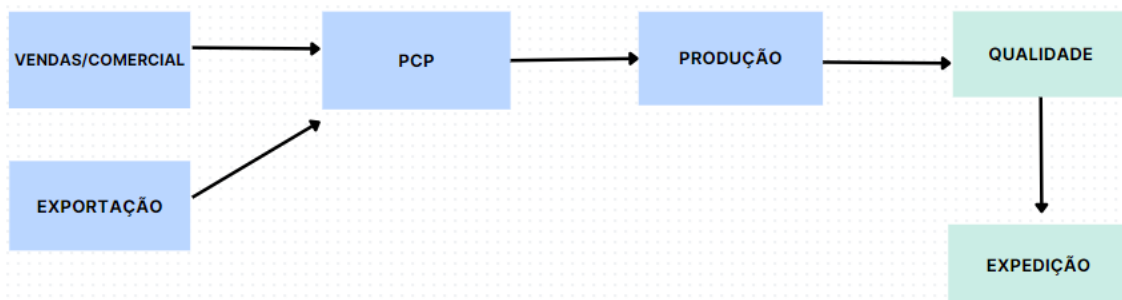 VENDAS/COMERCIAL
PCP
PRODUÇÃO
QUALIDADE
EXPORTAÇÃO
EXPEDIÇÃO